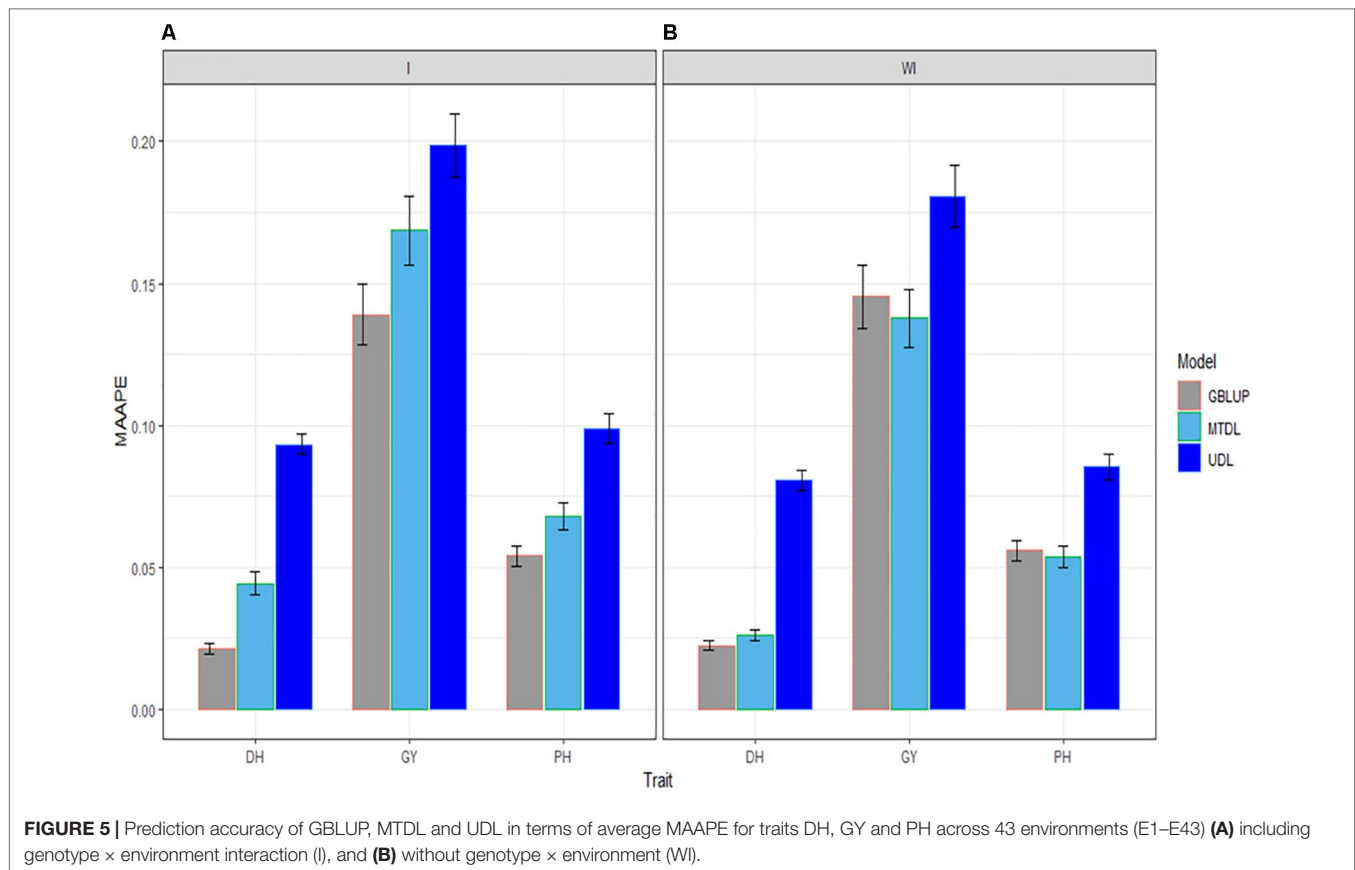 A
B
I
WI
0.20
0.15
0.10
0.05
0.00
MAAPE
DH
GY
PH
DH
GY
PH
Trait
Model
GBLUP
MTDL
UDL
FIGURE 5 | Prediction accuracy of GBLUP, MTDL and UDL in terms of average MAAPE for traits DH, GY and PH across 43 environments (E1–E43) (A) including
genotype × environment interaction (I), and (B) without genotype × environment (WI).